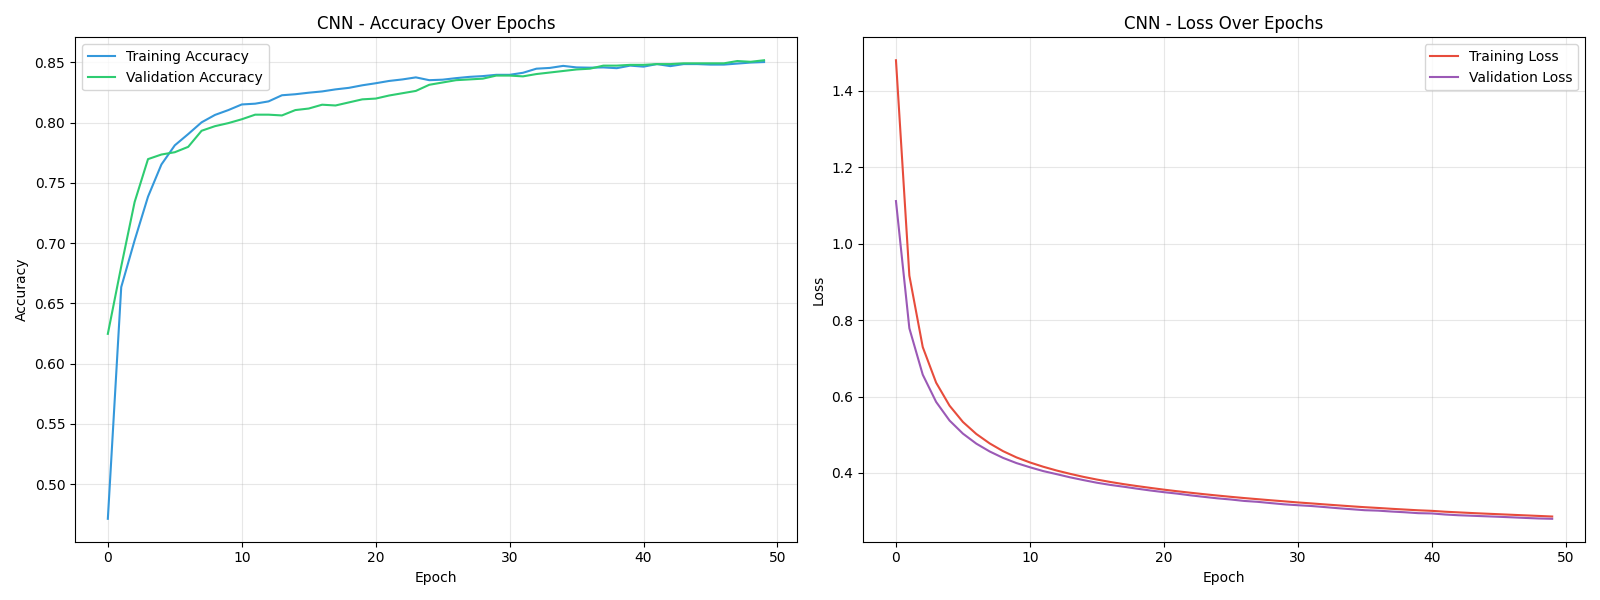 CNN - Accuracy Over Epochs
Training Accuracy
Validation Accuracy
0.85
0.80
0.75
0.70
0.65
0.60
0.55
0.50
Accuracy
0 10 20 30 40 50
Epoch
CNN - Loss Over Epochs
Training Loss
Validation Loss
1.4
1.2
1.0
0.8
0.6
0.4
Loss
0 10 20 30 40 50
Epoch